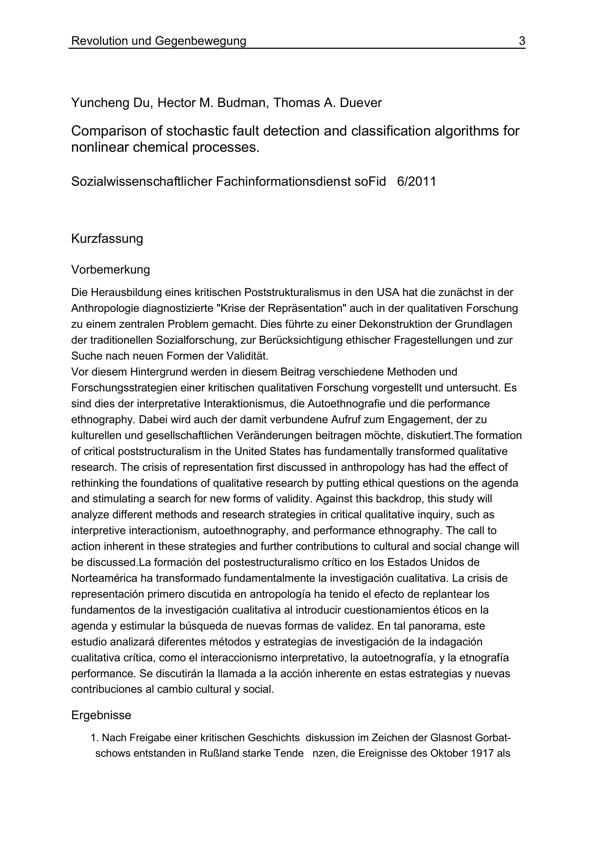 Revolution und Gegenbewegung 3
Yuncheng Du, Hector M. Budman, Thomas A. Duever
Comparison of stochastic fault detection and classification algorithms for
nonlinear chemical processes.
Sozialwissenschaftlicher Fachinformationsdienst soFid 6/2011
Kurzfassung
Vorbemerkung
Die Herausbildung eines kritischen Poststrukturalismus in den USA hat die zunächst in der
Anthropologie diagnostizierte "Krise der Repräsentation" auch in der qualitativen Forschung
zu einem zentralen Problem gemacht. Dies führte zu einer Dekonstruktion der Grundlagen
der traditionellen Sozialforschung, zur Berücksichtigung ethischer Fragestellungen und zur
Suche nach neuen Formen der Validität.
Vor diesem Hintergrund werden in diesem Beitrag verschiedene Methoden und
Forschungsstrategien einer kritischen qualitativen Forschung vorgestellt und untersucht. Es
sind dies der interpretative Interaktionismus, die Autoethnografie und die performance
ethnography. Dabei wird auch der damit verbundene Aufruf zum Engagement, der zu
kulturellen und gesellschaftlichen Veränderungen beitragen möchte, diskutiert.The formation
of critical poststructuralism in the United States has fundamentally transformed qualitative
research. The crisis of representation first discussed in anthropology has had the effect of
rethinking the foundations of qualitative research by putting ethical questions on the agenda
and stimulating a search for new forms of validity. Against this backdrop, this study will
analyze different methods and research strategies in critical qualitative inquiry, such as
interpretive interactionism, autoethnography, and performance ethnography. The call to
action inherent in these strategies and further contributions to cultural and social change will
be discussed.La formación del postestructuralismo crítico en los Estados Unidos de
Norteamérica ha transformado fundamentalmente la investigación cualitativa. La crisis de
representación primero discutida en antropología ha tenido el efecto de replantear los
fundamentos de la investigación cualitativa al introducir cuestionamientos éticos en la
agenda y estimular la búsqueda de nuevas formas de validez. En tal panorama, este
estudio analizará diferentes métodos y estrategias de investigación de la indagación
cualitativa crítica, como el interaccionismo interpretativo, la autoetnografía, y la etnografía
performance. Se discutirán la llamada a la acción inherente en estas estrategias y nuevas
contribuciones al cambio cultural y social.
Ergebnisse
1. Nach Freigabe einer kritischen Geschichts diskussion im Zeichen der Glasnost Gorbat-
schows entstanden in Rußland starke Tende nzen, die Ereignisse des Oktober 1917 als